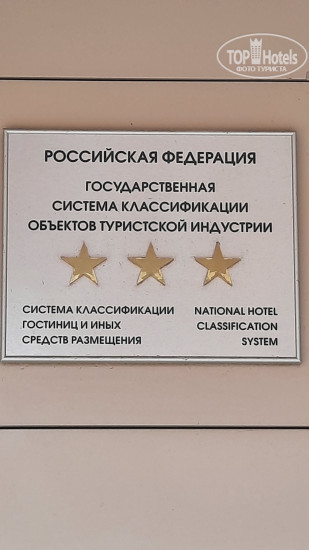 TOP Hotels
ФОТО ТУРИСТА
РОССИЙСКАЯ ФЕДЕРАЦИЯ
ГОСУДАРСТВЕННАЯ
СИСТЕМА КЛАССИФИКАЦИИ
ОБЪЕКТОВ ТУРИСТСКОЙ ИНДУСТРИИ
СИСТЕМА КЛАССИФИКАЦИИ
ГОСТИНИЦ И ИНЫХ
СРЕДСТВ РАЗМЕЩЕНИЯ
NATIONAL HOTEL
CLASSIFICATION
SYSTEM